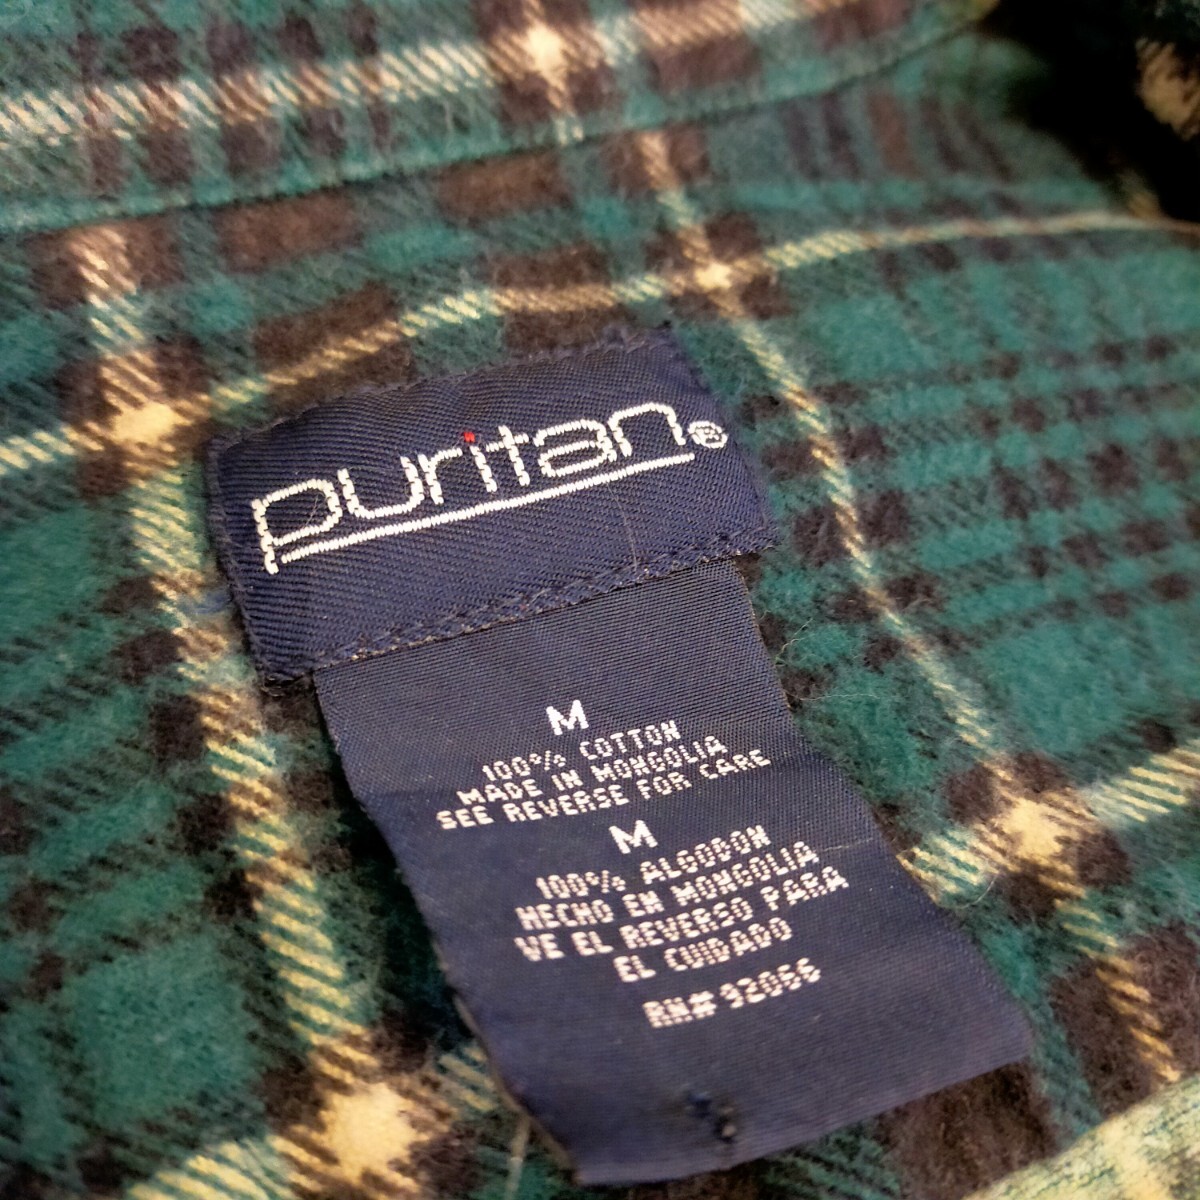 puritan®
M
100% COTTON
MADE IN MONGOLIA
SEE REVERSE FOR CARE
M
100% ALGODON
HECHO EN MONGOLIA
VE EL REVERSO PARA
EL CUIDADO
RN# 92066